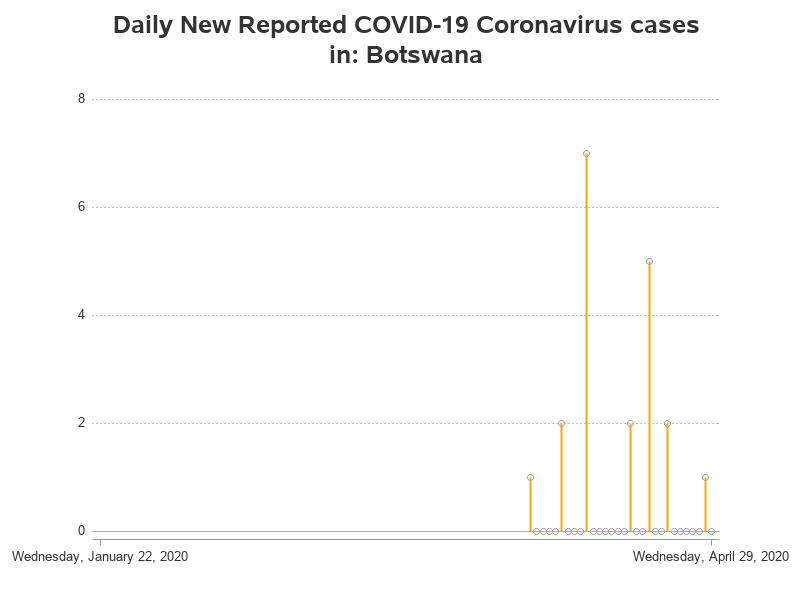 Daily New Reported COVID-19 Coronavirus cases
in: Botswana
8
6
4
2
0
Wednesday, January 22, 2020 Wednesday, April 29, 2020